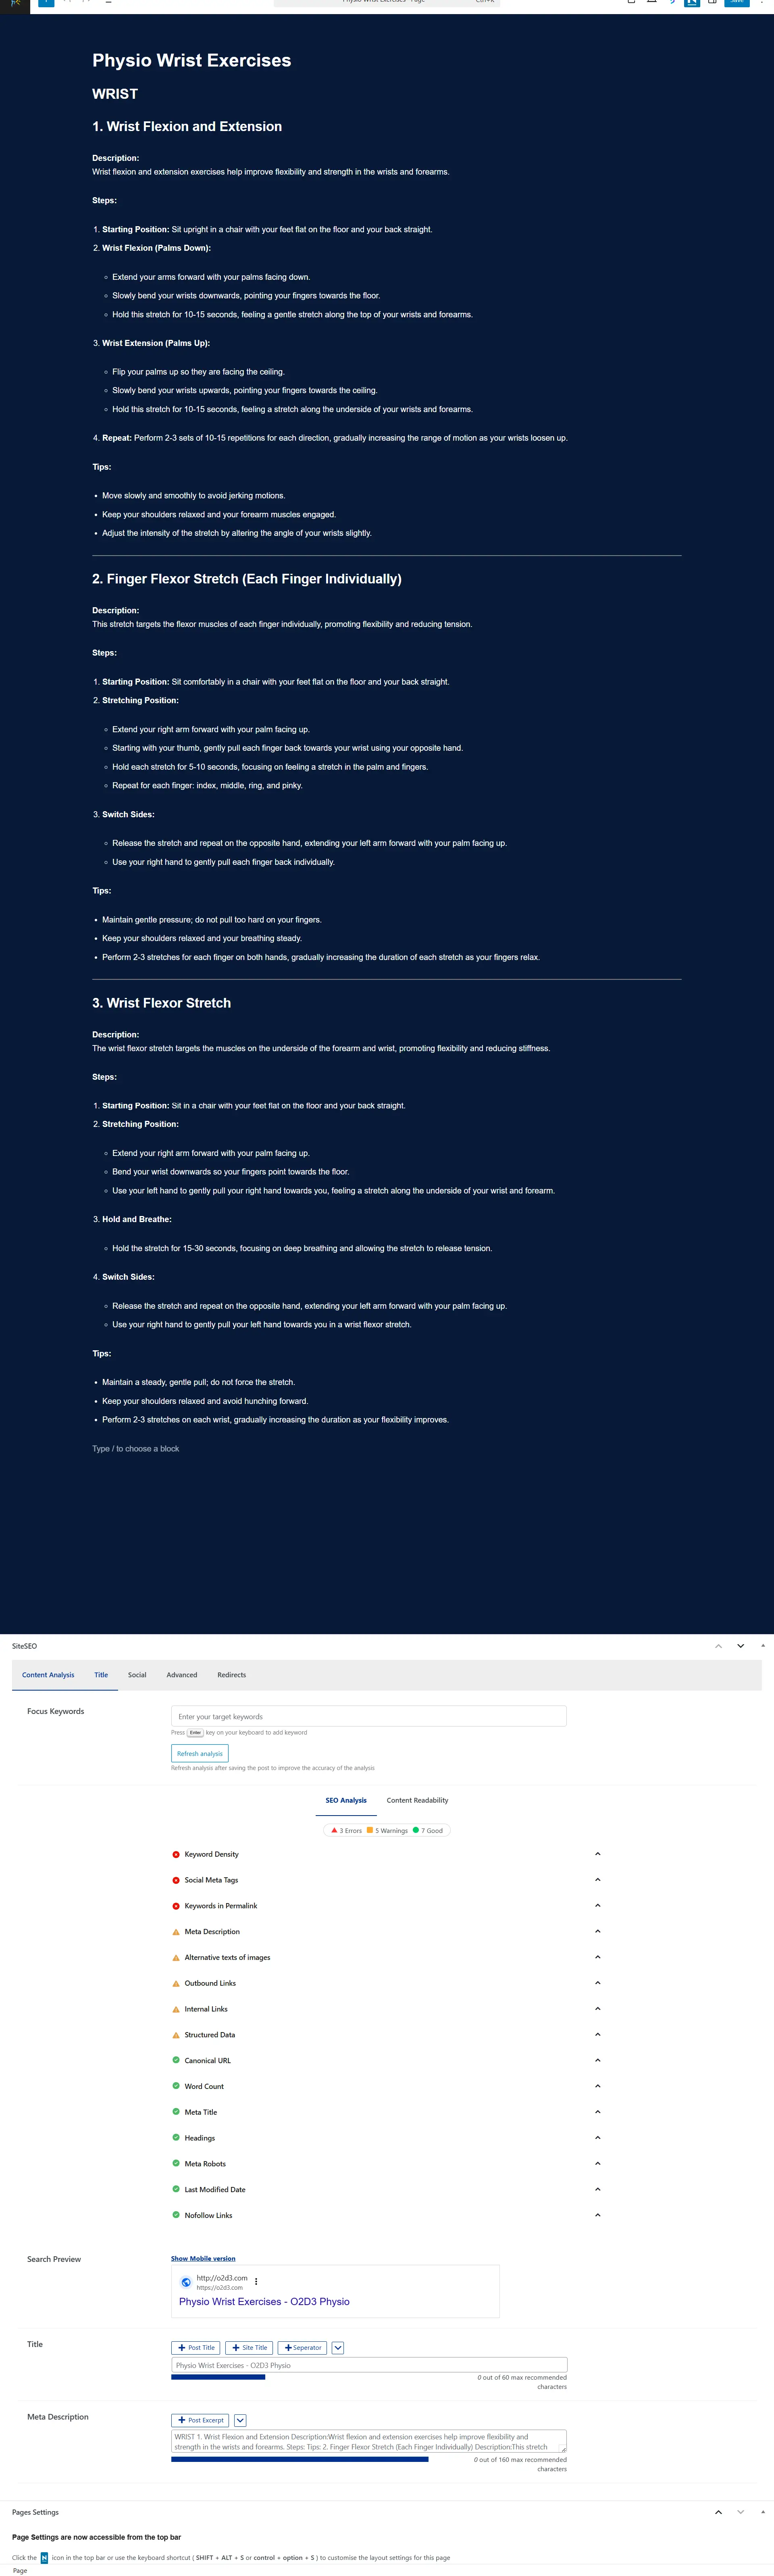 Physio Wrist Exercises · Page
Ctrl+K
Save
Physio Wrist Exercises
WRIST
1. Wrist Flexion and Extension
Description:
Wrist flexion and extension exercises help improve flexibility and strength in the wrists and forearms.
Steps:
1. Starting Position: Sit upright in a chair with your feet flat on the floor and your back straight.
2. Wrist Flexion (Palms Down):
Extend your arms forward with your palms facing down.
Slowly bend your wrists downwards, pointing your fingers towards the floor.
Hold this stretch for 10-15 seconds, feeling a gentle stretch along the top of your wrists and forearms.
3. Wrist Extension (Palms Up):
Flip your palms up so they are facing the ceiling.
Slowly bend your wrists upwards, pointing your fingers towards the ceiling.
Hold this stretch for 10-15 seconds, feeling a stretch along the underside of your wrists and forearms.
4. Repeat: Perform 2-3 sets of 10-15 repetitions for each direction, gradually increasing the range of motion as your wrists loosen up.
Tips:
Move slowly and smoothly to avoid jerking motions.
Keep your shoulders relaxed and your forearm muscles engaged.
Adjust the intensity of the stretch by altering the angle of your wrists slightly.
2. Finger Flexor Stretch (Each Finger Individually)
Description:
This stretch targets the flexor muscles of each finger individually, promoting flexibility and reducing tension.
Steps:
1. Starting Position: Sit comfortably in a chair with your feet flat on the floor and your back straight.
2. Stretching Position:
Extend your right arm forward with your palm facing up.
Starting with your thumb, gently pull each finger back towards your wrist using your opposite hand.
Hold each stretch for 5-10 seconds, focusing on feeling a stretch in the palm and fingers.
Repeat for each finger: index, middle, ring, and pinky.
3. Switch Sides:
Release the stretch and repeat on the opposite hand, extending your left arm forward with your palm facing up.
Use your right hand to gently pull each finger back individually.
Tips:
Maintain gentle pressure; do not pull too hard on your fingers.
Keep your shoulders relaxed and your breathing steady.
Perform 2-3 stretches for each finger on both hands, gradually increasing the duration of each stretch as your fingers relax.
3. Wrist Flexor Stretch
Description:
The wrist flexor stretch targets the muscles on the underside of the forearm and wrist, promoting flexibility and reducing stiffness.
Steps:
1. Starting Position: Sit in a chair with your feet flat on the floor and your back straight.
2. Stretching Position:
Extend your right arm forward with your palm facing up.
Bend your wrist downwards so your fingers point towards the floor.
Use your left hand to gently pull your right hand towards you, feeling a stretch along the underside of your wrist and forearm.
3. Hold and Breathe:
Hold the stretch for 15-30 seconds, focusing on deep breathing and allowing the stretch to release tension.
4. Switch Sides:
Release the stretch and repeat on the opposite hand, extending your left arm forward with your palm facing up.
Use your right hand to gently pull your left hand towards you in a wrist flexor stretch.
Tips:
Maintain a steady, gentle pull; do not force the stretch.
Keep your shoulders relaxed and avoid hunching forward.
Perform 2-3 stretches on each wrist, gradually increasing the duration as your flexibility improves.
Type / to choose a block
SiteSEO
Content Analysis Title Social Advanced Redirects
Focus Keywords
Enter your target keywords
Press Enter key on your keyboard to add keyword
Refresh analysis
Refresh analysis after saving the post to improve the accuracy of the analysis
SEO Analysis Content Readability
3 Errors 5 Warnings 7 Good
Keyword Density
Social Meta Tags
Keywords in Permalink
Meta Description
Alternative texts of images
Outbound Links
Internal Links
Structured Data
Canonical URL
Word Count
Meta Title
Headings
Meta Robots
Last Modified Date
Nofollow Links
Search Preview
Show Mobile version
http://o2d3.com
https://o2d3.com
Physio Wrist Exercises - O2D3 Physio
Title
Post Title Site Title Seperator
Physio Wrist Exercises - O2D3 Physio
0 out of 60 max recommended
characters
Meta Description
Post Excerpt
WRIST 1. Wrist Flexion and Extension Description:Wrist flexion and extension exercises help improve flexibility and
strength in the wrists and forearms. Steps: Tips: 2. Finger Flexor Stretch (Each Finger Individually) Description:This stretch
0 out of 160 max recommended
characters
Pages Settings
Page Settings are now accessible from the top bar
Click the N icon in the top bar or use the keyboard shortcut ( SHIFT + ALT + S or control + option + S ) to customise the layout settings for this page
Page